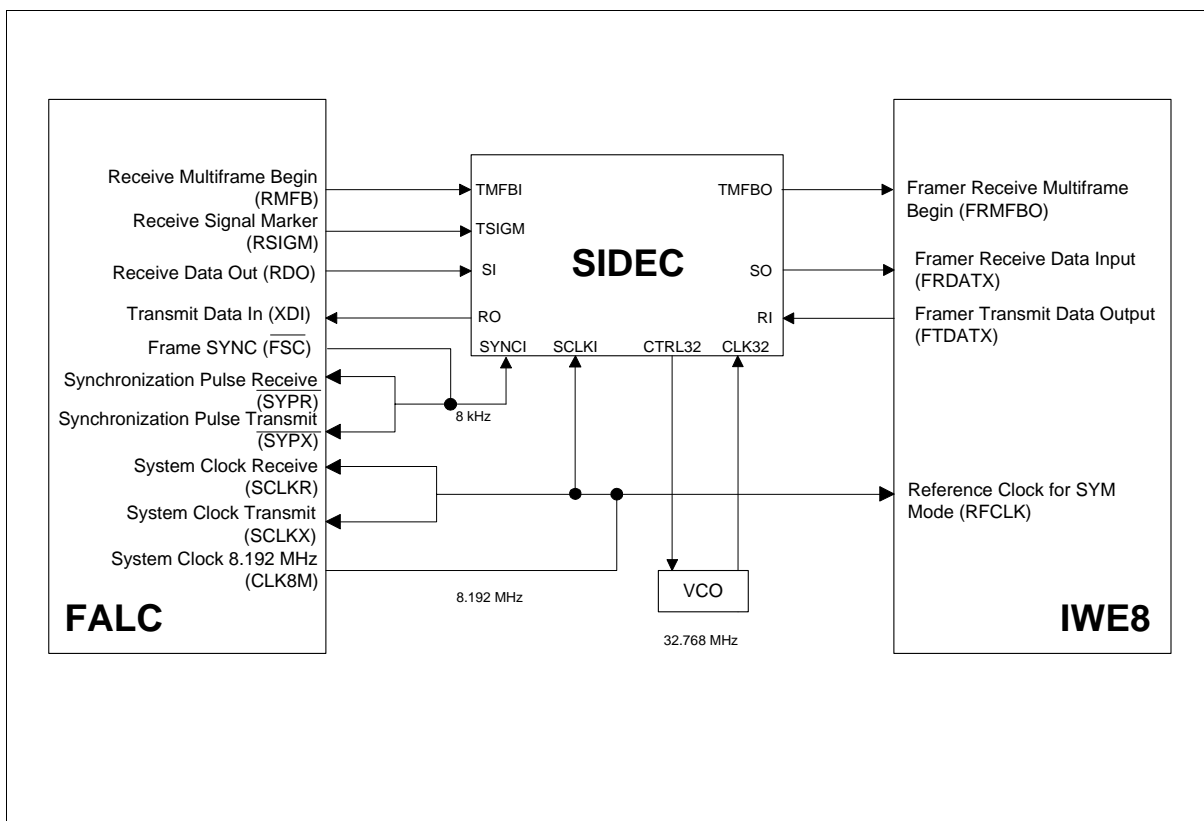 Receive Multiframe Begin
(RMFB)
Receive Signal Marker
(RSIGM)
Receive Data Out (RDO)
Transmit Data In (XDI)
Frame SYNC (FSC)
Synchronization Pulse Receive
(SYPR)
Synchronization Pulse Transmit
(SYPX)
System Clock Receive
(SCLKR)
System Clock Transmit
(SCLKX)
System Clock 8.192 MHz
(CLK8M)
FALC
TMFBI
TMFBO
TSIGM
SIDEC
SI
SO
RO
RI
SYNCI
SCLKI
CTRL32
CLK32
8 kHz
8.192 MHz
VCO
32.768 MHz
Framer Receive Multiframe
Begin (FRMFBO)
Framer Receive Data Input
(FRDATX)
Framer Transmit Data Output
(FTDATX)
Reference Clock for SYM
Mode (RFCLK)
IWE8